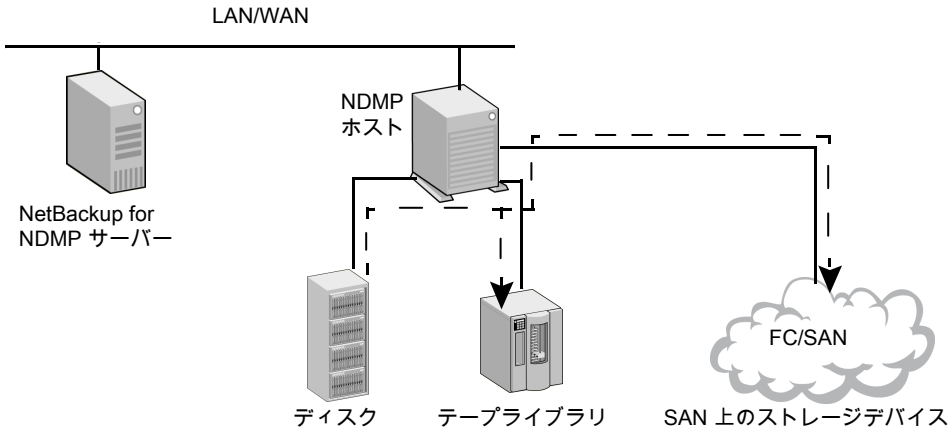 LAN/WAN
NDMP
ホスト
NetBackup for
NDMP サーバー
FC/SAN
ディスク
テープライブラリ
SAN 上のストレージデバイス